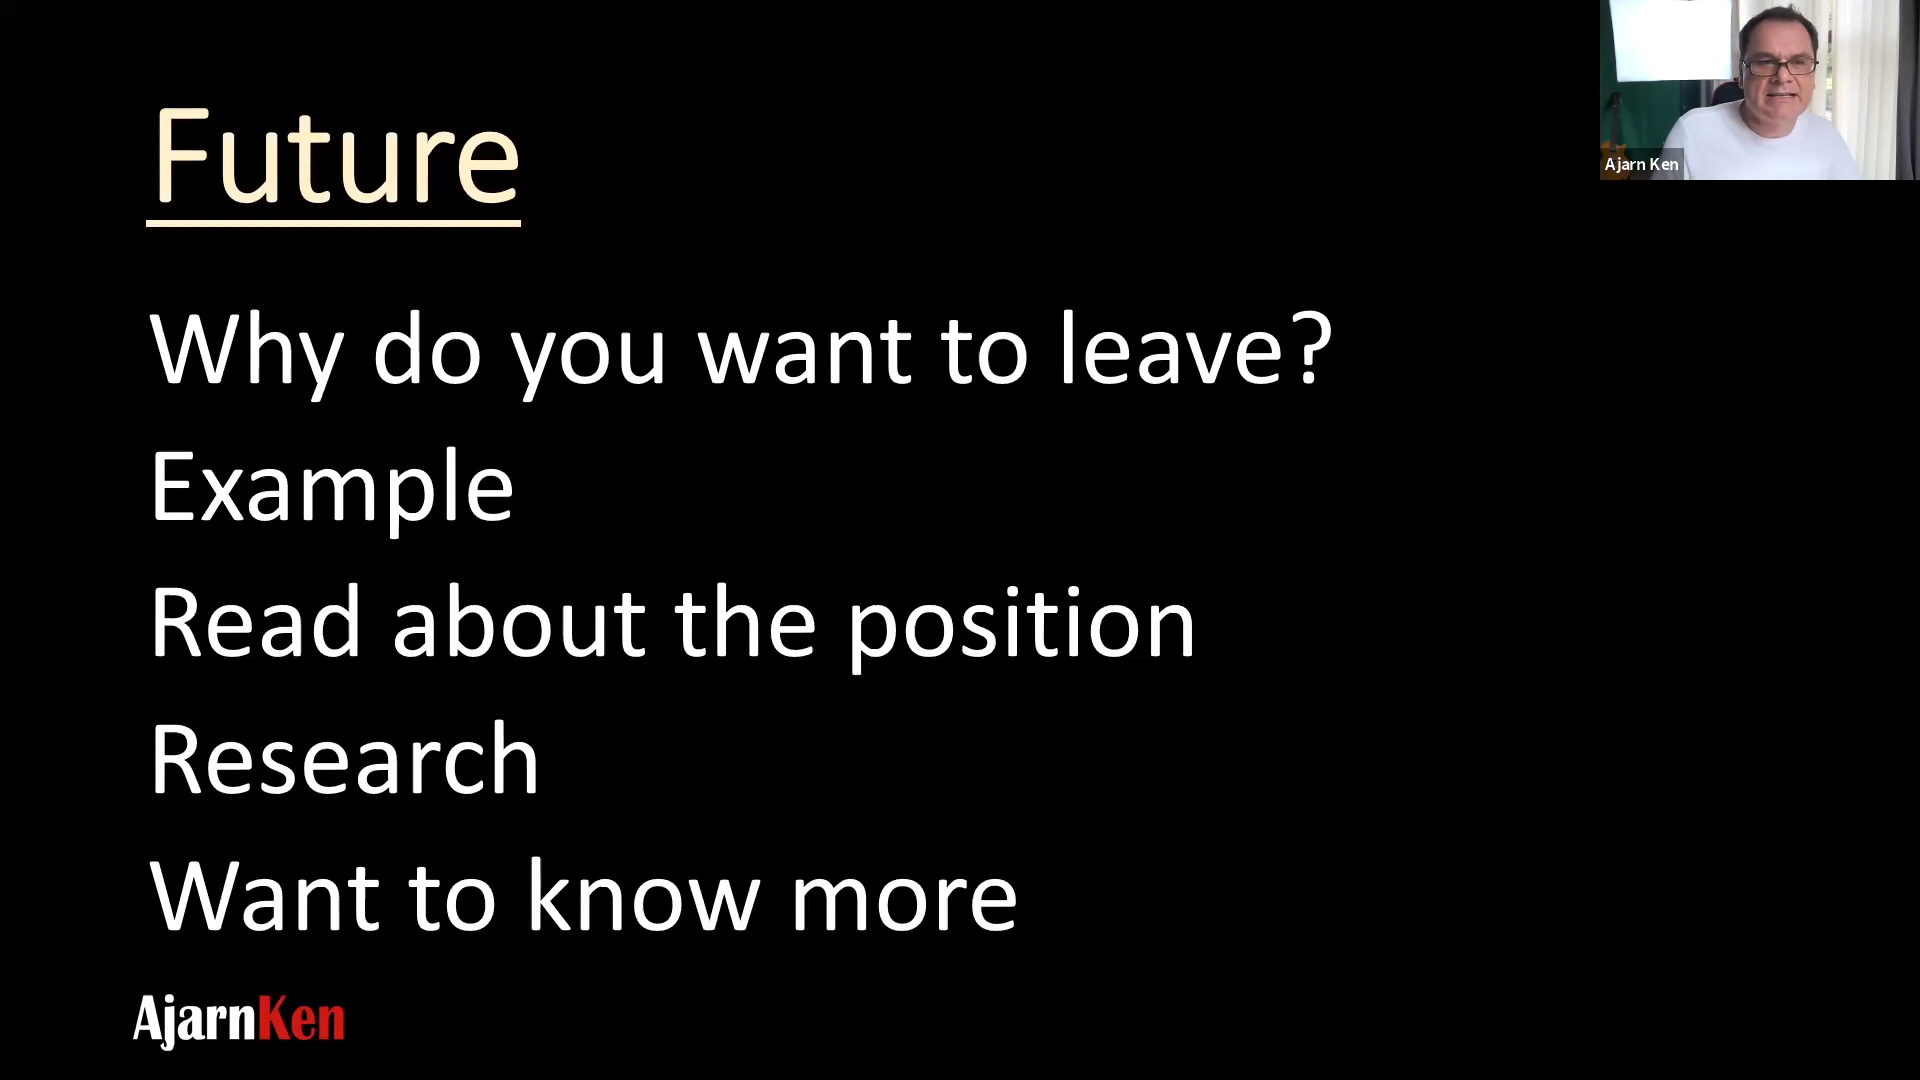 Future
Why do you want to leave?
Example
Read about the position
Research
Want to know more
AjarnKen
Ajarn Ken